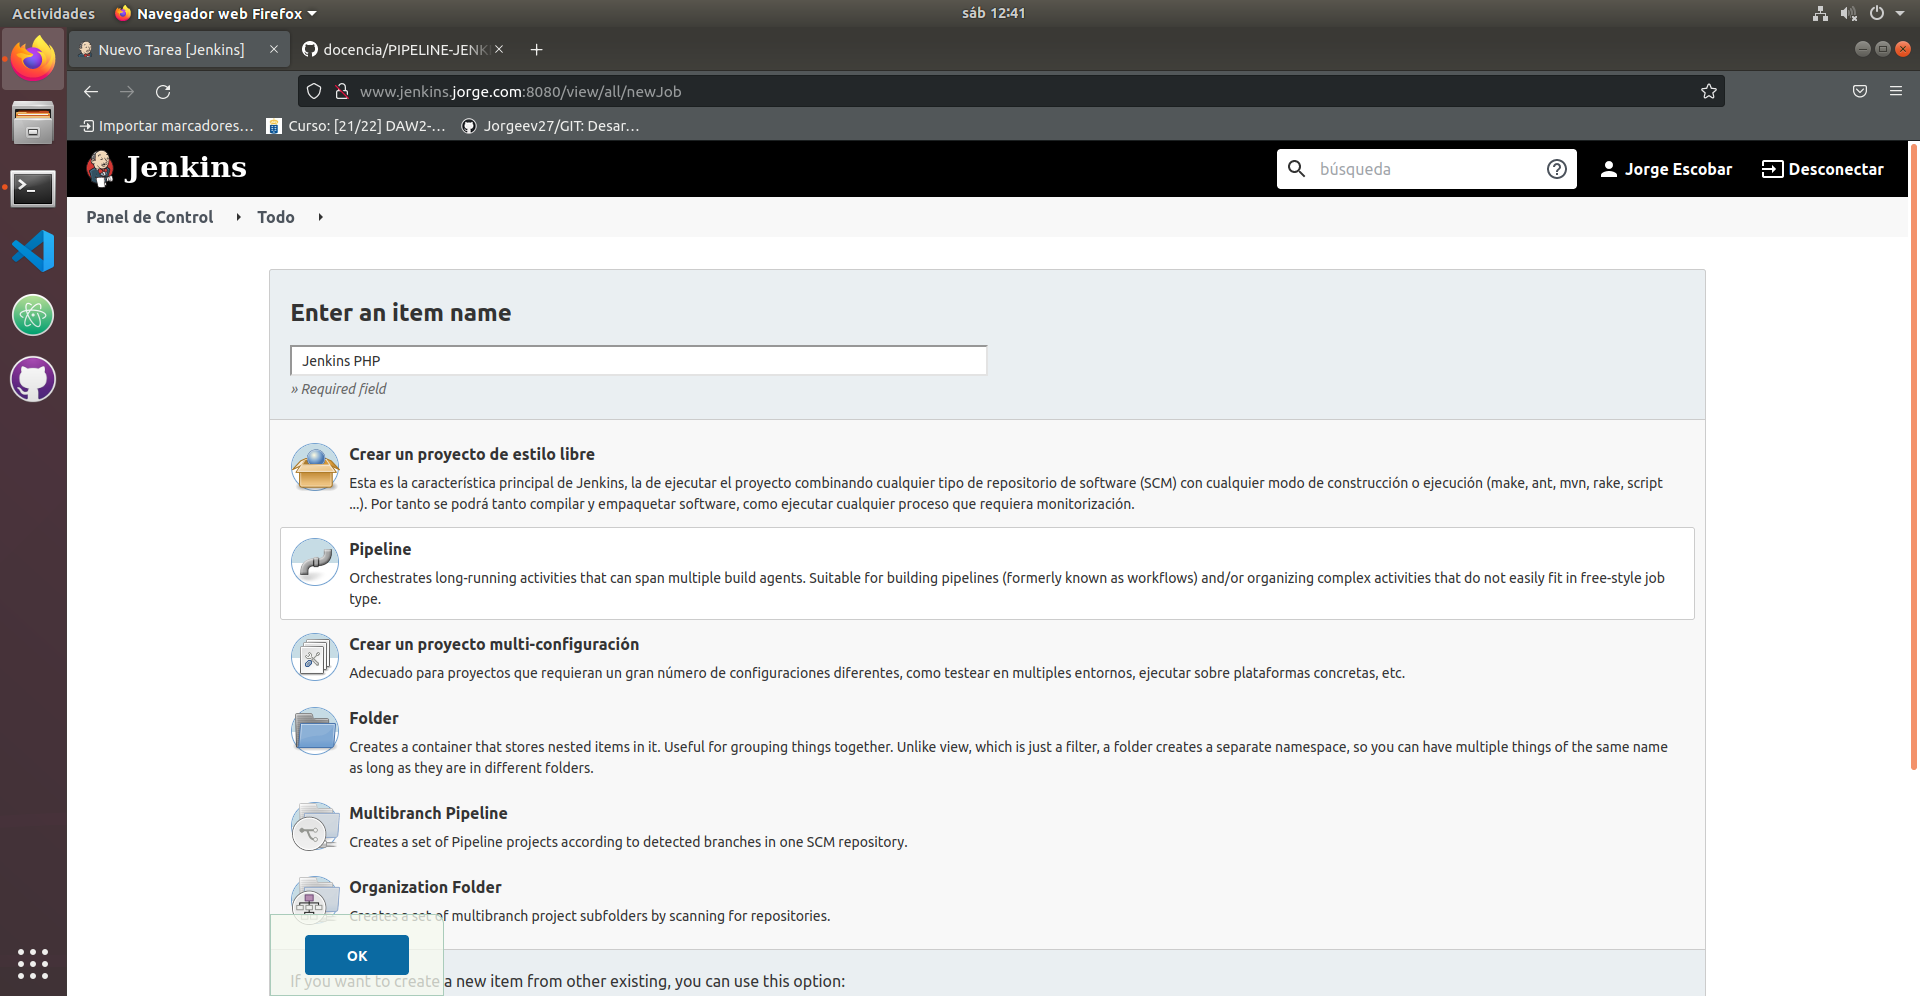 Actividades
Navegador web Firefox
sáb 12:41
Nuevo Tarea [Jenkins]
docencia/PIPELINE-JENK
www.jenkins.jorge.com:8080/view/all/newJob
Importar marcadores…
Curso: [21/22] DAW2-…
Jorgeev27/GIT: Desar…
Jenkins
búsqueda
Jorge Escobar
Desconectar
Panel de Control
Todo
Enter an item name
Jenkins PHP
» Required field
Crear un proyecto de estilo libre
Esta es la característica principal de Jenkins, la de ejecutar el proyecto combinando cualquier tipo de repositorio de software (SCM) con cualquier modo de construcción o ejecución (make, ant, mvn, rake, script
...). Por tanto se podrá tanto compilar y empaquetar software, como ejecutar cualquier proceso que requiera monitorización.
Pipeline
Orchestrates long-running activities that can span multiple build agents. Suitable for building pipelines (formerly known as workflows) and/or organizing complex activities that do not easily fit in free-style job
type.
Crear un proyecto multi-configuración
Adecuado para proyectos que requieran un gran número de configuraciones diferentes, como testear en multiples entornos, ejecutar sobre plataformas concretas, etc.
Folder
Creates a container that stores nested items in it. Useful for grouping things together. Unlike view, which is just a filter, a folder creates a separate namespace, so you can have multiple things of the same name
as long as they are in different folders.
Multibranch Pipeline
Creates a set of Pipeline projects according to detected branches in one SCM repository.
Organization Folder
Creates a set of multibranch project subfolders by scanning for repositories.
OK
If you want to create a new item from other existing, you can use this option: